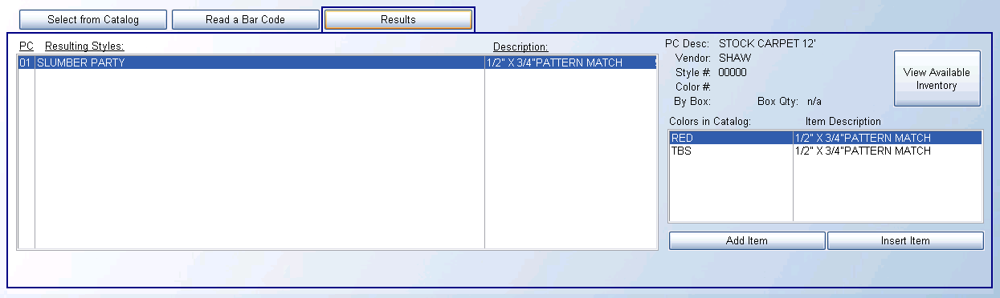 Select from Catalog
Read a Bar Code
Results
PC Resulting Styles: Description:
01 SLUMBER PARTY 1/2" X 3/4"PATTERN MATCH
PC Desc: STOCK CARPET 12'
Vendor: SHAW
Style #: 00000
Color #:
By Box: Box Qty: n/a
View Available
Inventory
Colors in Catalog: Item Description
RED 1/2" X 3/4"PATTERN MATCH
TBS 1/2" X 3/4"PATTERN MATCH
Add Item
Insert Item